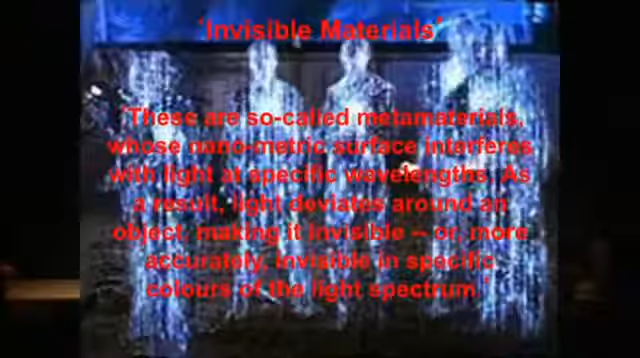 'Invisible Materials'
'These are so-called metamaterials,
whose nano-metric surface interferes
with light at specific wavelengths. As
a result, light deviates around an
object, making it invisible – or, more
accurately, invisible in specific
colours of the light spectrum.'